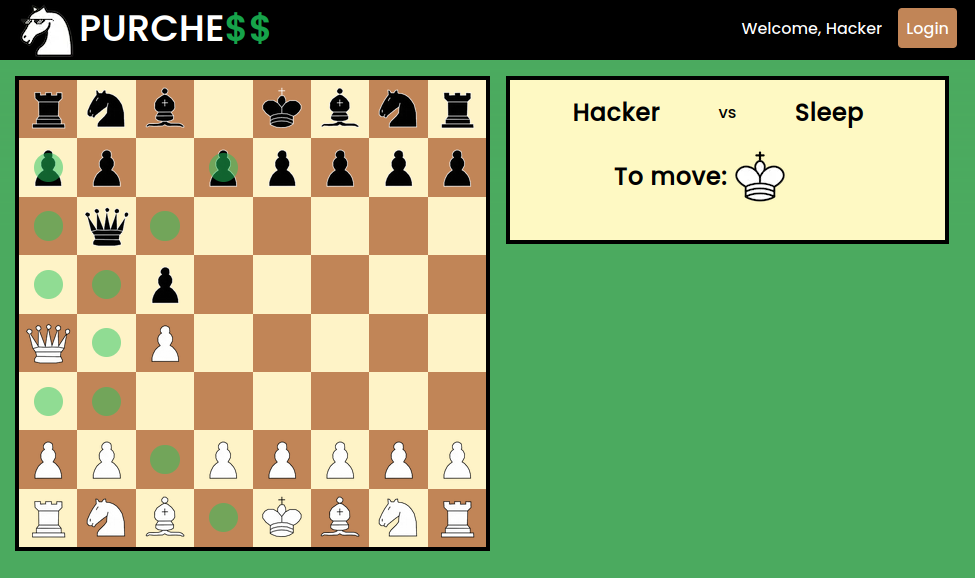 PURCHE$$
Welcome, Hacker
Login
Hacker vs Sleep
To move: